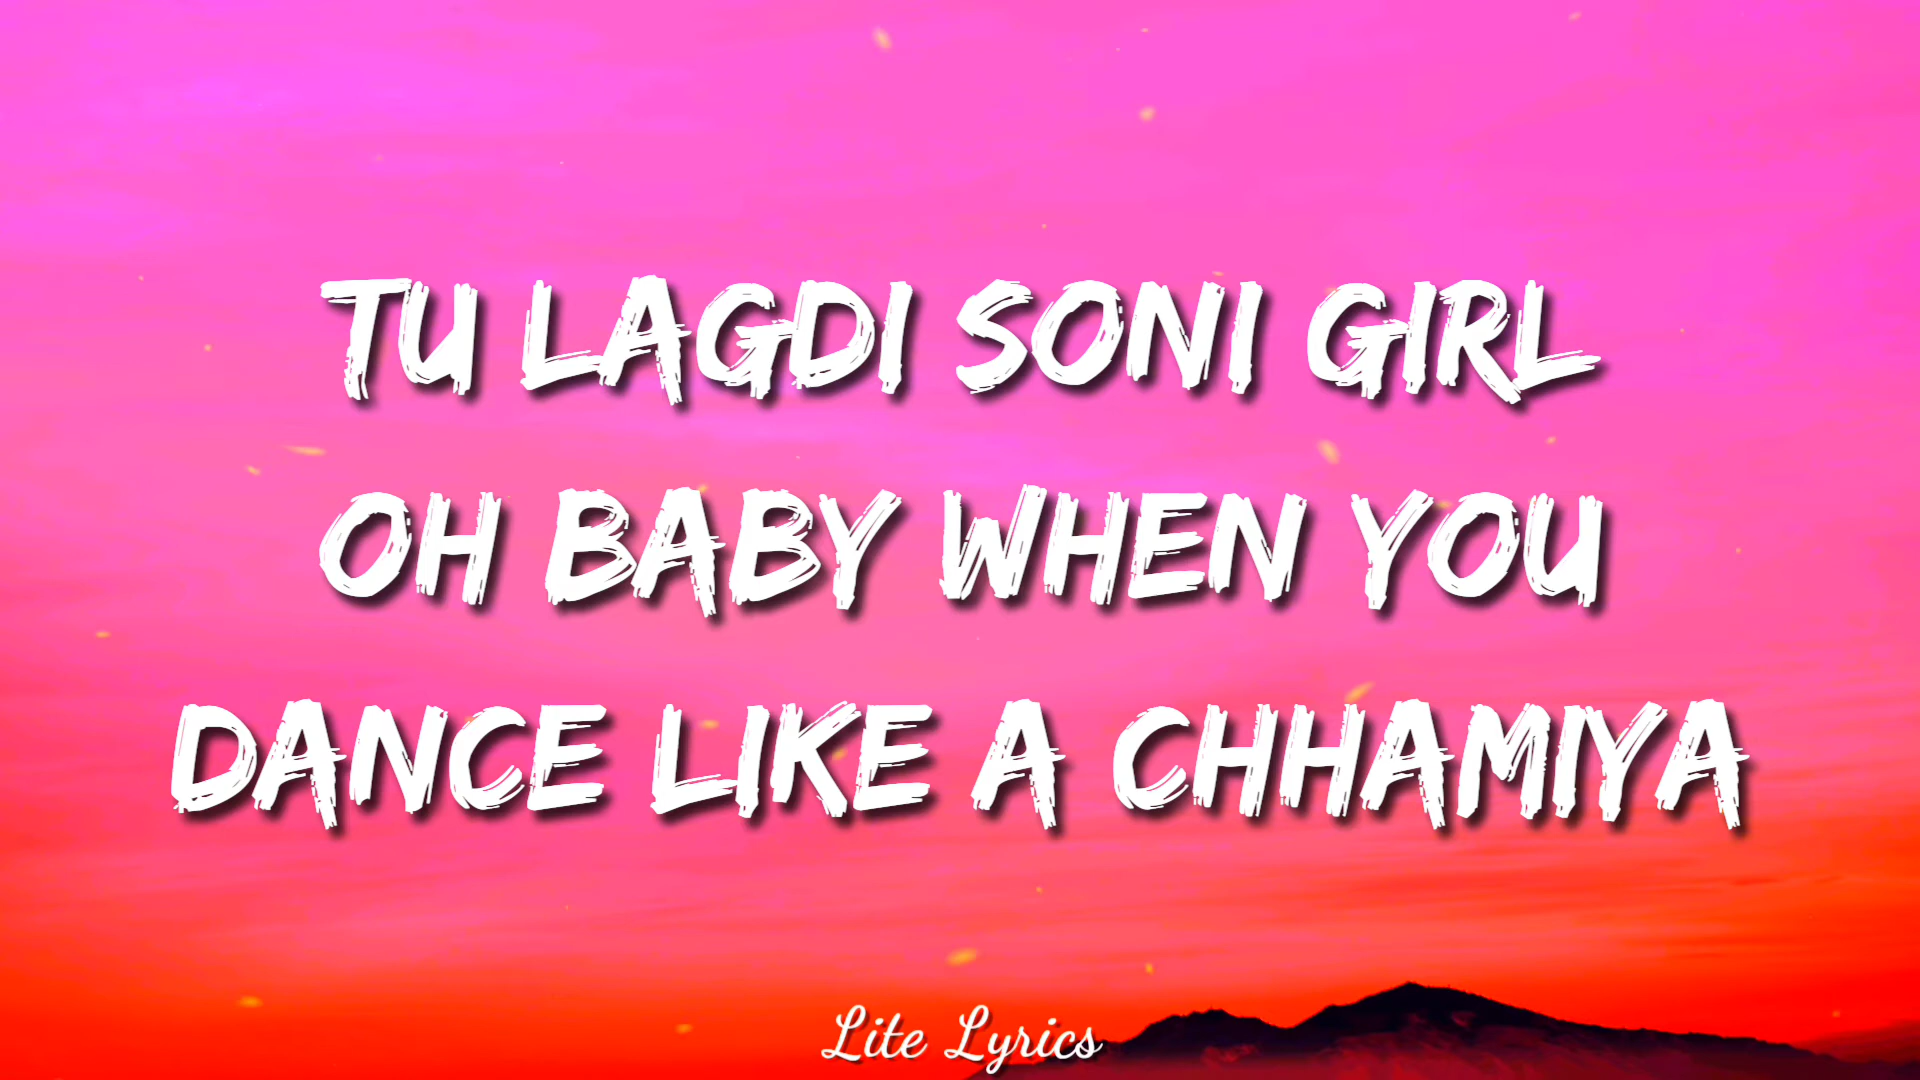 TU LAGDI SONI GIRL
OH BABY WHEN YOU
DANCE LIKE A CHHAMIYA
Lite Lyrics